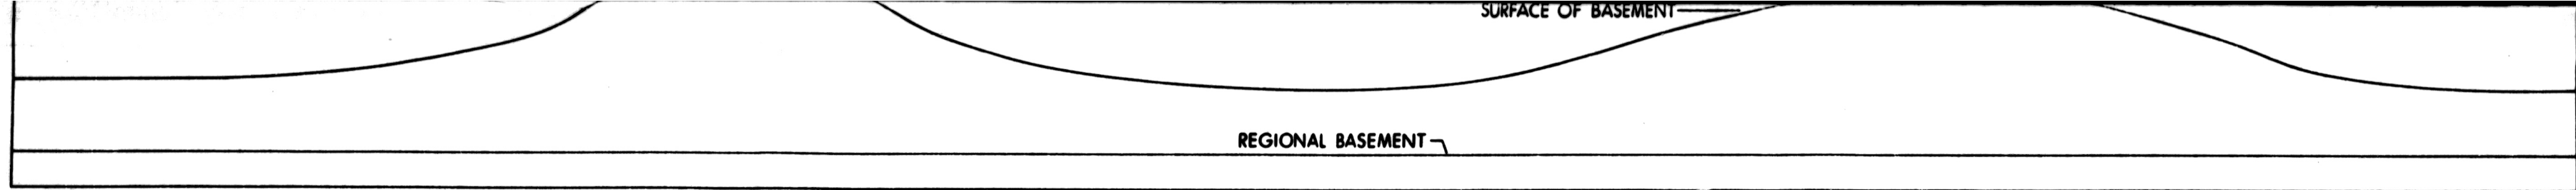 SURFACE OF BASEMENT
REGIONAL BASEMENT